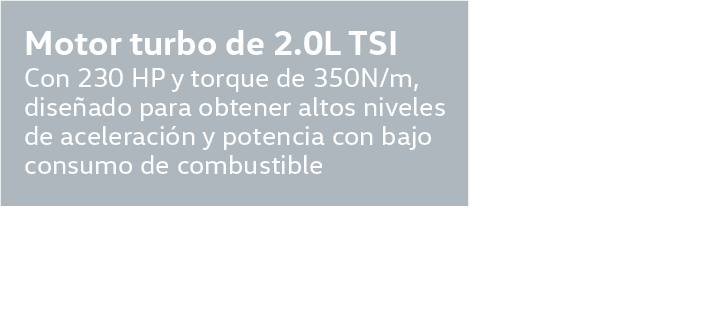 Motor turbo de 2.0L TSI
Con 230 HP y torque de 350N/m,
diseñado para obtener altos niveles
de aceleración y potencia con bajo
consumo de combustible